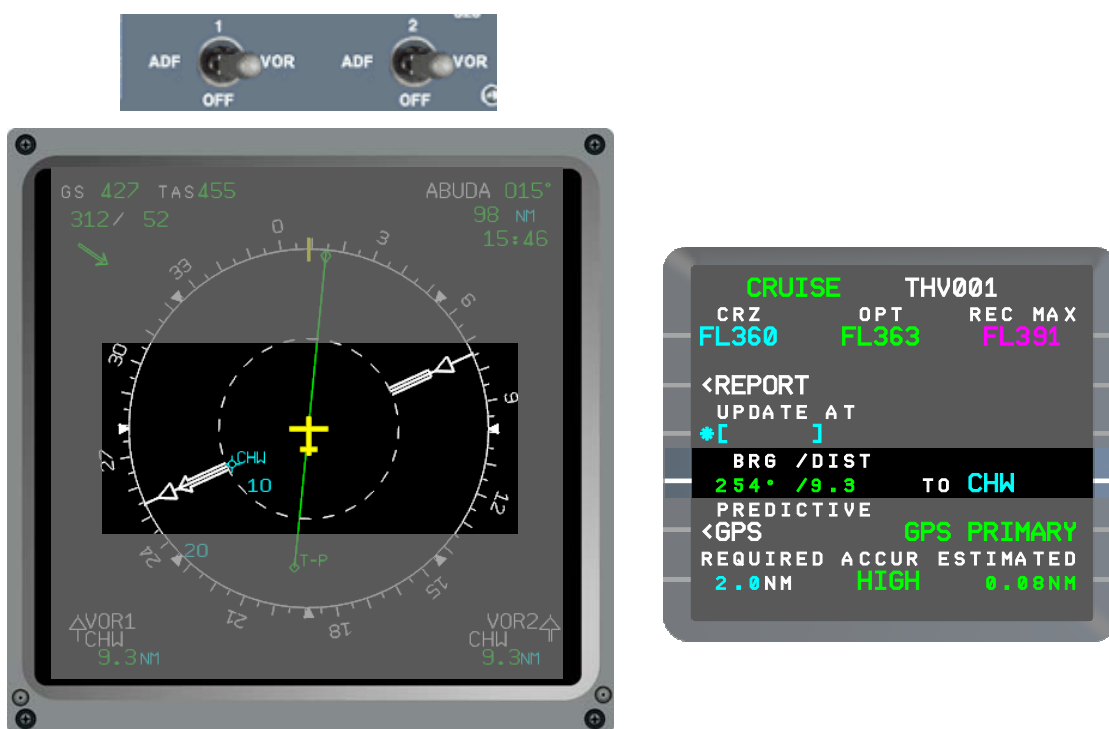 1 2
ADF VOR ADF VOR
OFF OFF
GS 427 TAS455
312/ 52
ABUDA 015°
98 NM
15:46
0
3
33
6
30
9
27
12
24
15
21
18
CHW
10
20
T-P
VOR1
CHW
9.3NM
VOR2
CHW
9.3NM
CRUISE THV001
CRZ OPT REC MAX
FL360 FL363 FL391
<REPORT
UPDATE AT
*[ ]
BRG /DIST
254° /9.3 TO CHW
PREDICTIVE
<GPS GPS PRIMARY
REQUIRED ACCUR ESTIMATED
2.0NM HIGH 0.08NM